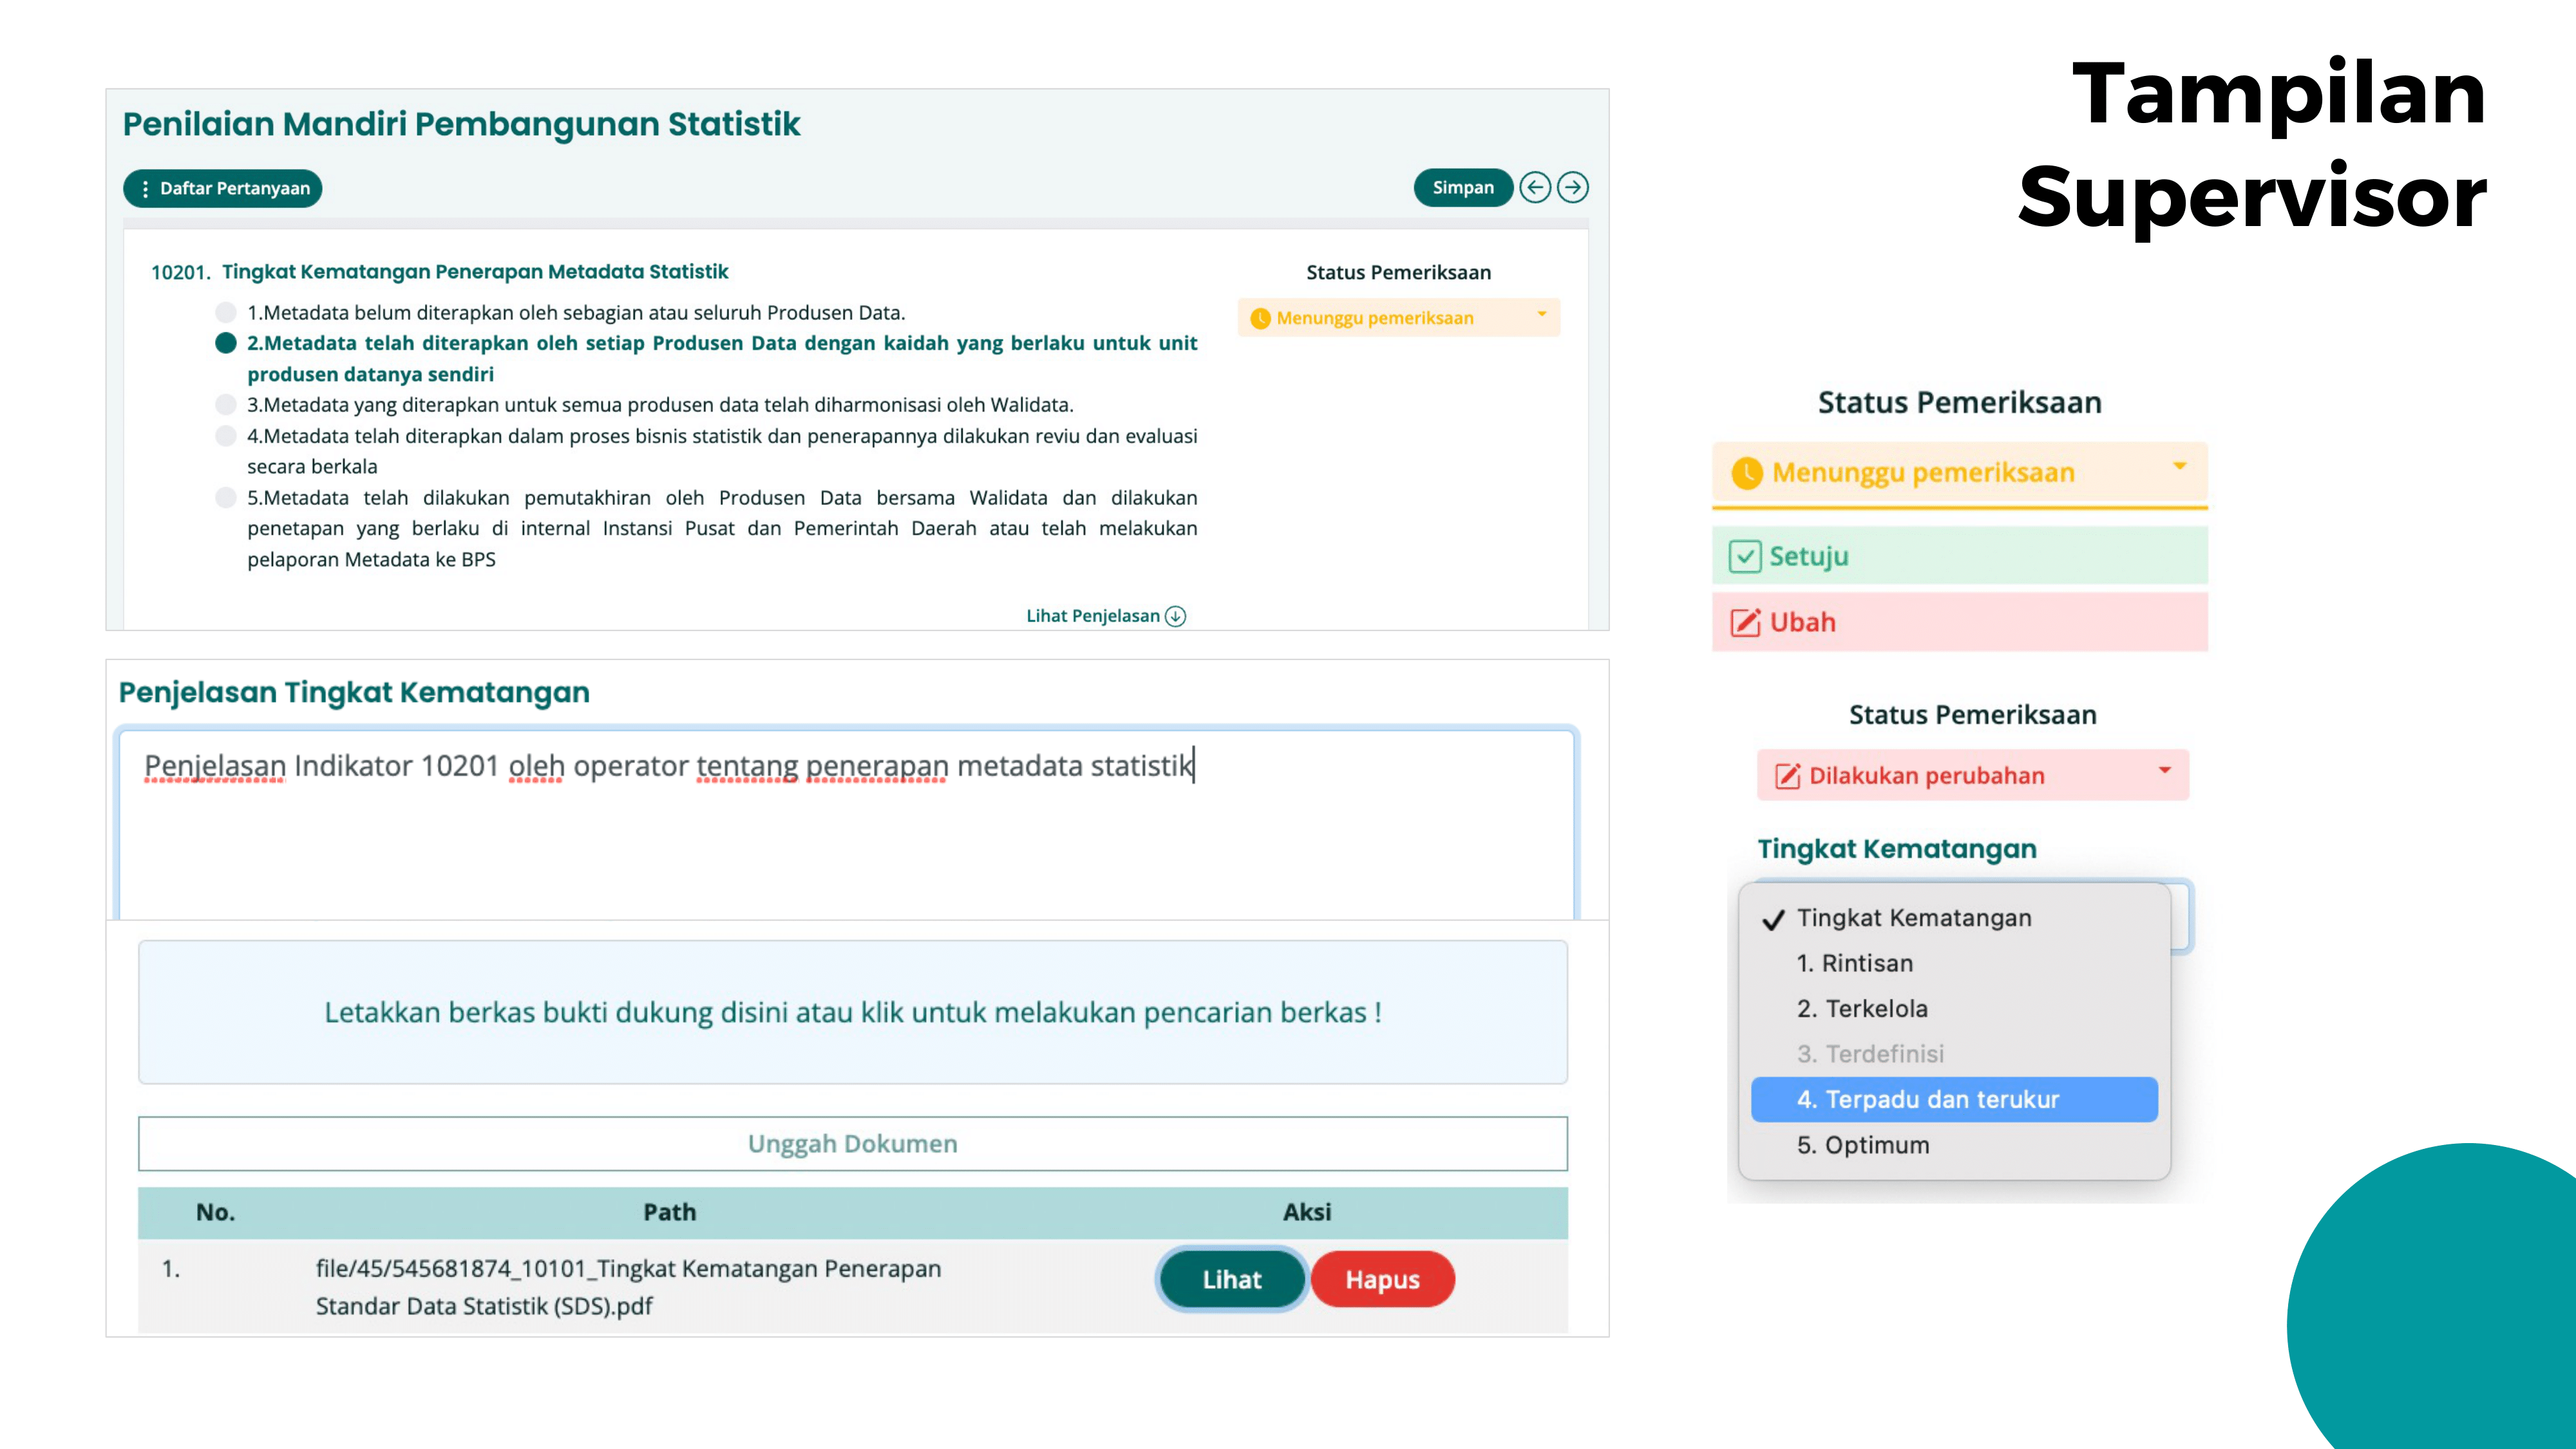 Tampilan
Supervisor
Penilaian Mandiri Pembangunan Statistik
Daftar Pertanyaan
Simpan
10201. Tingkat Kematangan Penerapan Metadata Statistik
1.Metadata belum diterapkan oleh sebagian atau seluruh Produsen Data.
2.Metadata telah diterapkan oleh setiap Produsen Data dengan kaidah yang berlaku untuk unit
produsen datanya sendiri
3.Metadata yang diterapkan untuk semua produsen data telah diharmonisasi oleh Walidata.
4.Metadata telah diterapkan dalam proses bisnis statistik dan penerapannya dilakukan reviu dan evaluasi
secara berkala
5.Metadata telah dilakukan pemutakhiran oleh Produsen Data bersama Walidata dan dilakukan
penetapan yang berlaku di internal Instansi Pusat dan Pemerintah Daerah atau telah melakukan
pelaporan Metadata ke BPS
Lihat Penjelasan
Status Pemeriksaan
Menunggu pemeriksaan
Penjelasan Tingkat Kematangan
Penjelasan Indikator 10201 oleh operator tentang penerapan metadata statistik
Letakkan berkas bukti dukung disini atau klik untuk melakukan pencarian berkas !
Unggah Dokumen
No. Path Aksi
1. file/45/545681874_10101_Tingkat Kematangan Penerapan
Standar Data Statistik (SDS).pdf
Lihat Hapus
Status Pemeriksaan
Menunggu pemeriksaan
Setuju
Ubah
Status Pemeriksaan
Dilakukan perubahan
Tingkat Kematangan
Tingkat Kematangan
1. Rintisan
2. Terkelola
3. Terdefinisi
4. Terpadu dan terukur
5. Optimum